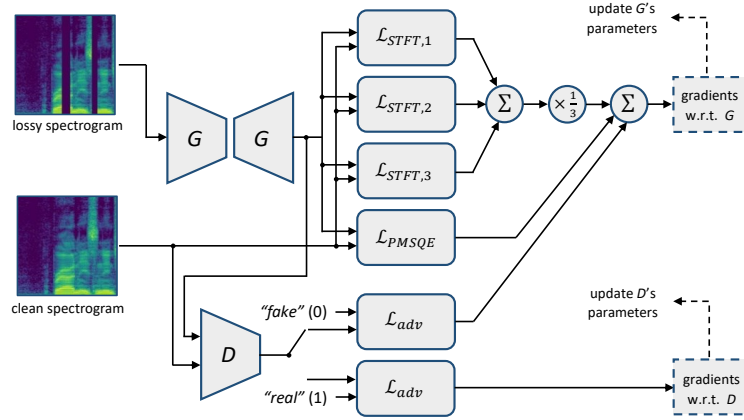 update G's
parameters
lossy spectrogram
G
G
ℒSTFT,1
ℒSTFT,2
ℒSTFT,3
ℒPMSQE
Σ
× 1/3
Σ
gradients
w.r.t. G
clean spectrogram
D
"fake" (0)
ℒadv
"real" (1)
ℒadv
update D's
parameters
gradients
w.r.t. D